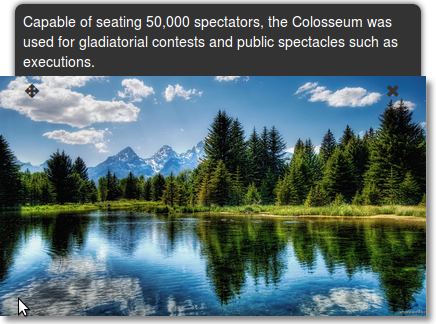 Capable of seating 50,000 spectators, the Colosseum was
used for gladiatorial contests and public spectacles such as
executions.